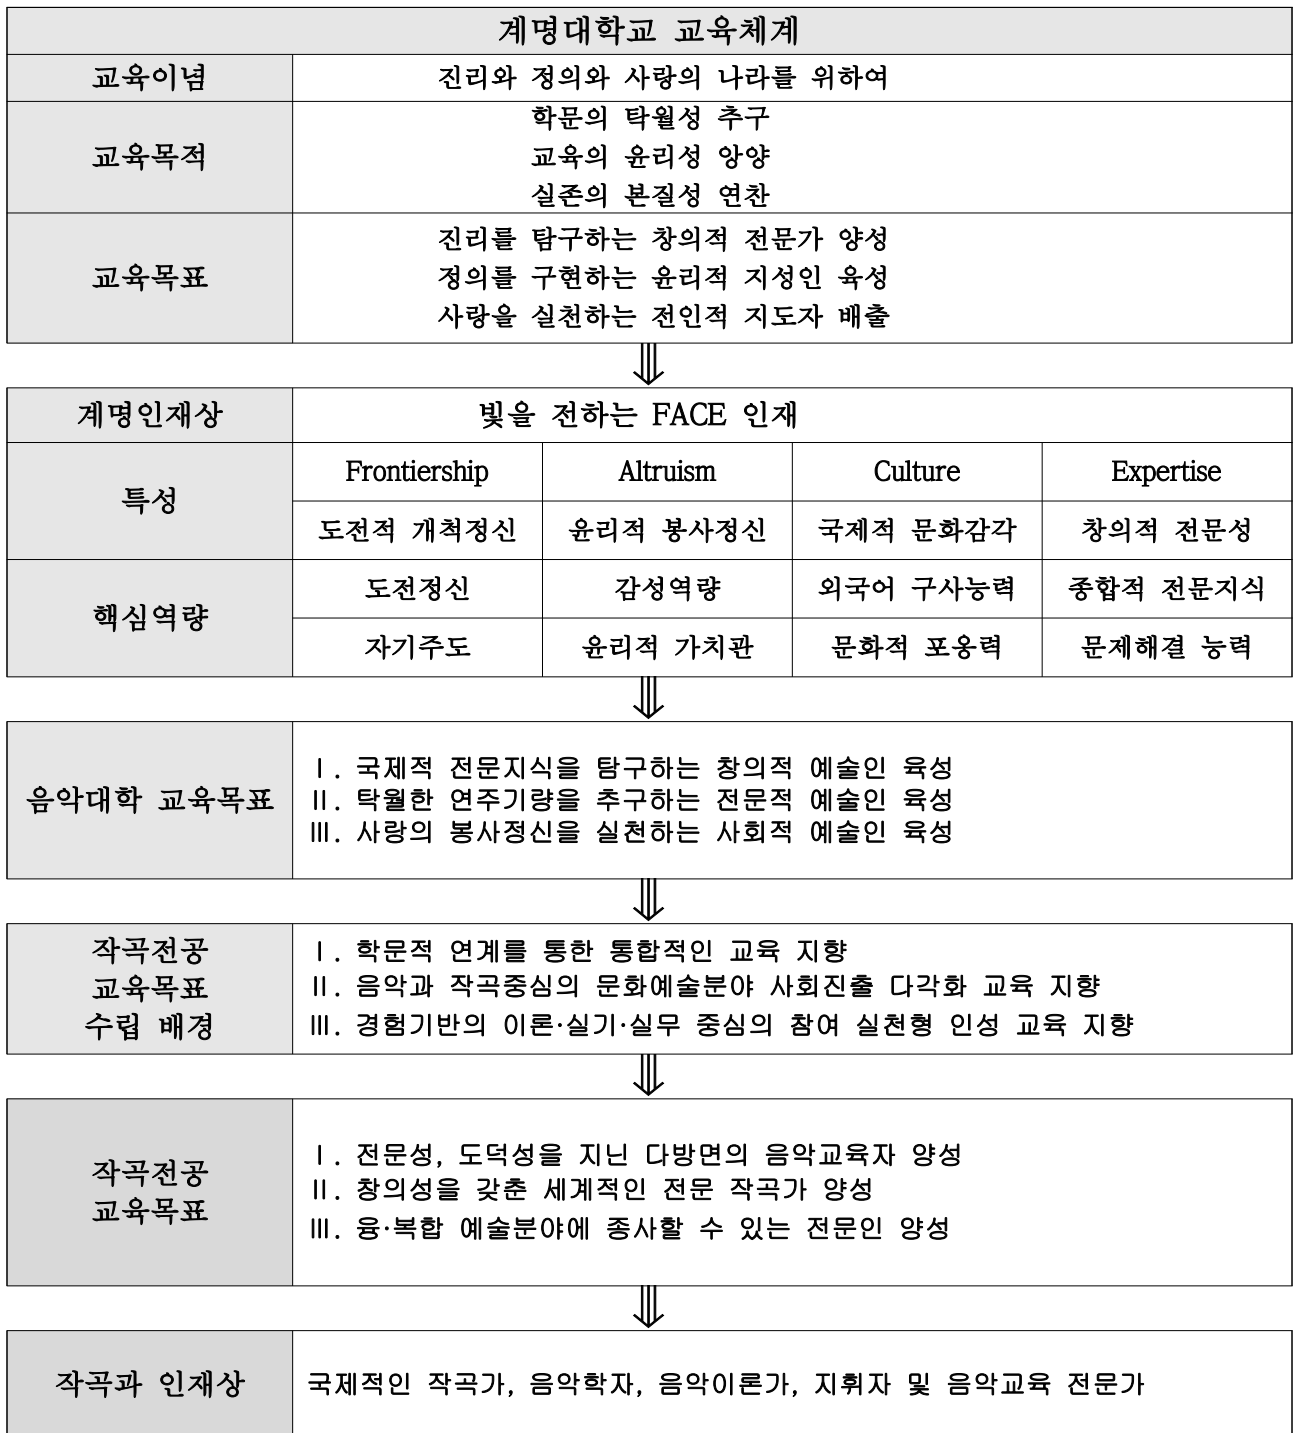 계명대학교 교육체계
교육이념
진리와 정의와 사랑의 나라를 위하여
교육목적
학문의 탁월성 추구
교육의 윤리성 앙양
실존의 본질성 연찬
교육목표
진리를 탐구하는 창의적 전문가 양성
정의를 구현하는 윤리적 지성인 육성
사랑을 실천하는 전인적 지도자 배출
계명인재상
빛을 전하는 FACE 인재
특성
Frontiership
Altruism
Culture
Expertise
도전적 개척정신
윤리적 봉사정신
국제적 문화감각
창의적 전문성
핵심역량
도전정신
감성역량
외국어 구사능력
종합적 전문지식
자기주도
윤리적 가치관
문화적 포용력
문제해결 능력
음악대학 교육목표
Ⅰ. 국제적 전문지식을 탐구하는 창의적 예술인 육성
Ⅱ. 탁월한 연주기량을 추구하는 전문적 예술인 육성
Ⅲ. 사랑의 봉사정신을 실천하는 사회적 예술인 육성
작곡전공
교육목표
수립 배경
Ⅰ. 학문적 연계를 통한 통합적인 교육 지향
Ⅱ. 음악과 작곡중심의 문화예술분야 사회진출 다각화 교육 지향
Ⅲ. 경험기반의 이론·실기·실무 중심의 참여 실천형 인성 교육 지향
작곡전공
교육목표
Ⅰ. 전문성, 도덕성을 지닌 다방면의 음악교육자 양성
Ⅱ. 창의성을 갖춘 세계적인 전문 작곡가 양성
Ⅲ. 융·복합 예술분야에 종사할 수 있는 전문인 양성
작곡과 인재상
국제적인 작곡가, 음악학자, 음악이론가, 지휘자 및 음악교육 전문가